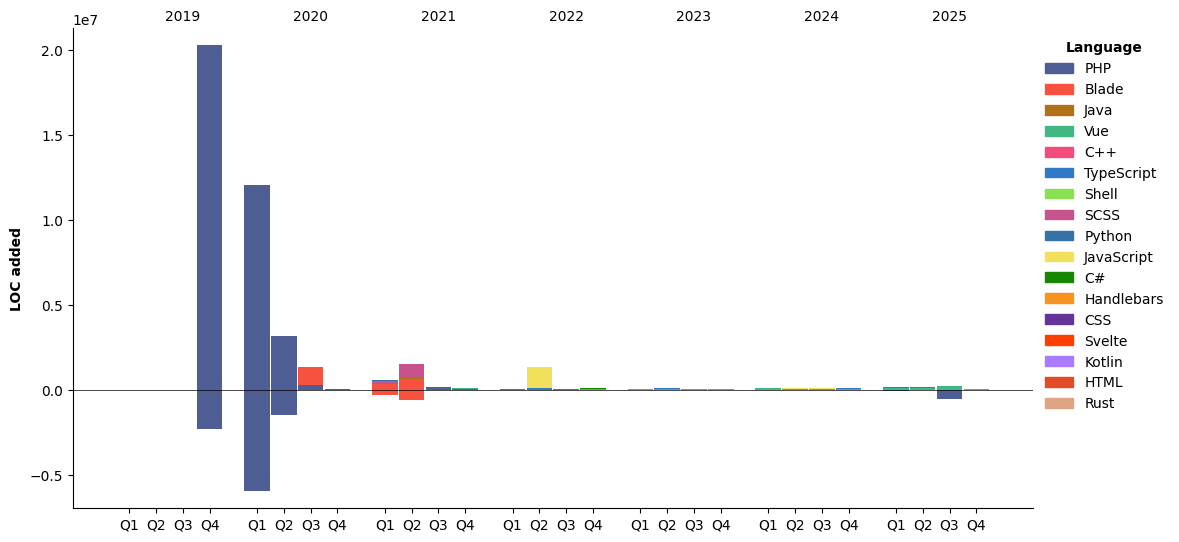 2019 2020 2021 2022 2023 2024 2025
1e7
2.0
1.5
1.0
0.5
0.0
−0.5
LOC added
Q1 Q2 Q3 Q4 Q1 Q2 Q3 Q4 Q1 Q2 Q3 Q4 Q1 Q2 Q3 Q4 Q1 Q2 Q3 Q4 Q1 Q2 Q3 Q4 Q1 Q2 Q3 Q4
Language
PHP
Blade
Java
Vue
C++
TypeScript
Shell
SCSS
Python
JavaScript
C#
Handlebars
CSS
Svelte
Kotlin
HTML
Rust